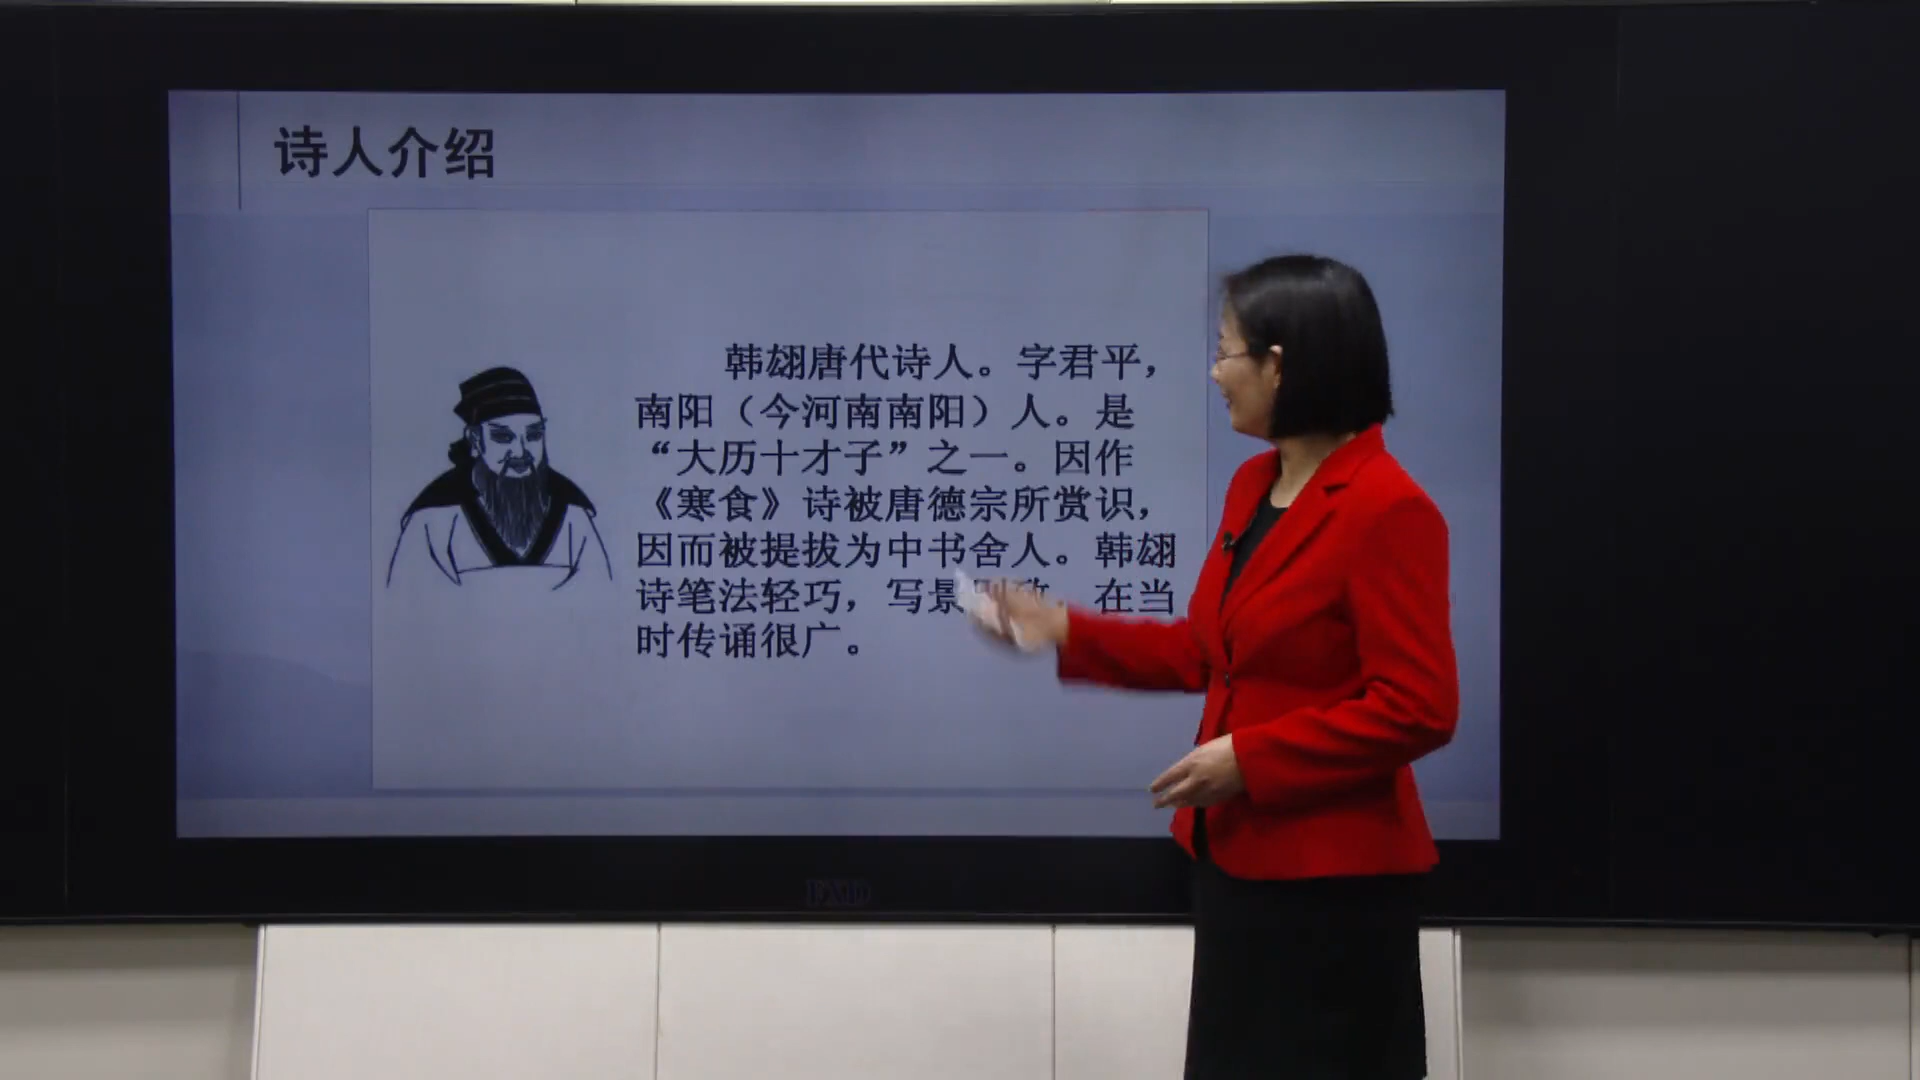 诗人介绍
韩翃唐代诗人。字君平，
南阳（今河南南阳）人。是
“大历十才子”之一。因作
《寒食》诗被唐德宗所赏识，
因而被提拔为中书舍人。韩翃
诗笔法轻巧，写景 在当
时传诵很广。